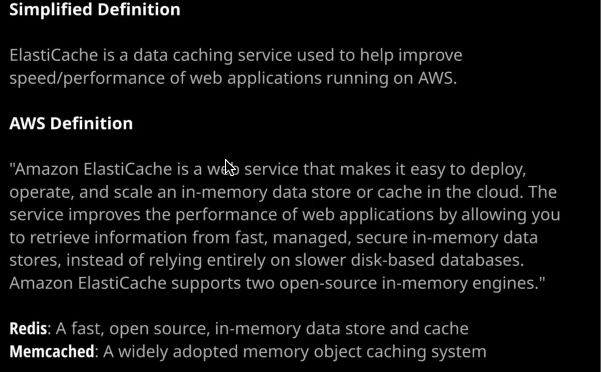 Simplified Definition
ElastiCache is a data caching service used to help improve
speed/performance of web applications running on AWS.
AWS Definition
"Amazon ElastiCache is a web service that makes it easy to deploy,
operate, and scale an in-memory data store or cache in the cloud. The
service improves the performance of web applications by allowing you
to retrieve information from fast, managed, secure in-memory data
stores, instead of relying entirely on slower disk-based databases.
Amazon ElastiCache supports two open-source in-memory engines."
Redis: A fast, open source, in-memory data store and cache
Memcached: A widely adopted memory object caching system